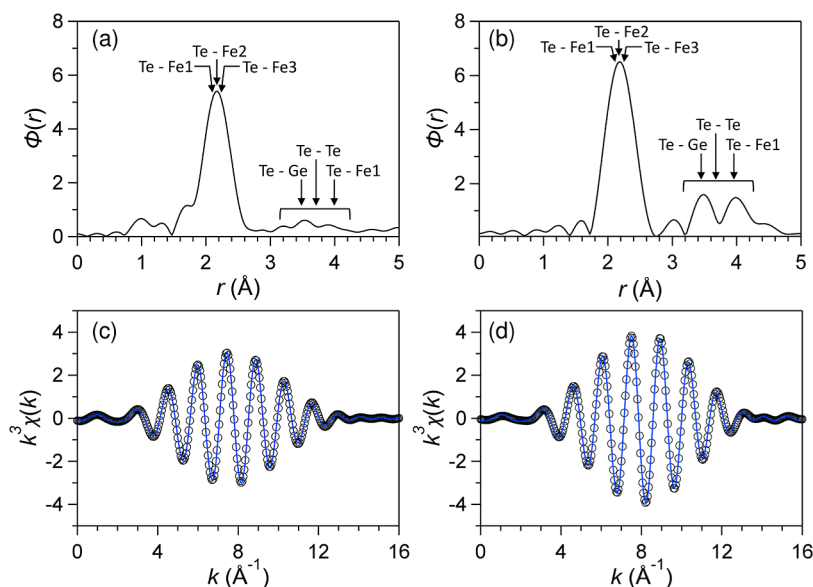 (a)
Te - Fe2
Te - Fe1
Te - Fe3
Te - Te
Te - Ge
Te - Fe1
Φ(r)
8
6
4
2
0
0 1 2 3 4 5
r (Å)
(b)
Te - Fe2
Te - Fe1
Te - Fe3
Te - Te
Te - Ge
Te - Fe1
Φ(r)
8
6
4
2
0 1 2 3 4 5
r (Å)
(c)
k³χ(k)
4
2
0
-2
-4
0 4 8 12 16
k (Å⁻¹)
(d)
k³χ(k)
4
2
0
-2
-4
0 4 8 12 16
k (Å⁻¹)